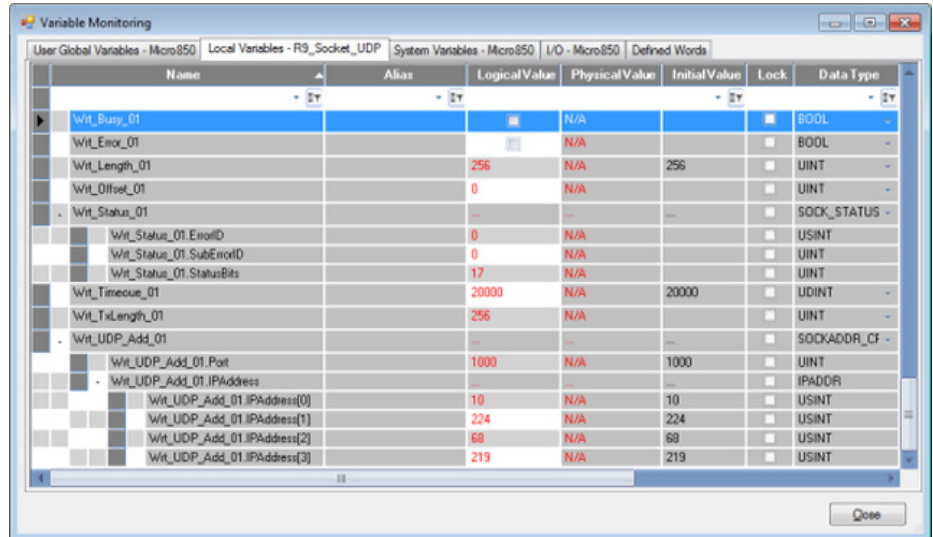 Variable Monitoring
User Global Variables - Micro850 Local Variables - R9_Socket_UDP System Variables - Micro850 I/O - Micro850 Defined Words
Name Alias Logical Value Physical Value Initial Value Lock Data Type
Wrt_Busy_01 N/A BOOL
Wrt_Error_01 N/A BOOL
Wrt_Length_01 256 N/A 256 UINT
Wrt_Offset_01 0 N/A UINT
Wrt_Status_01 ... ... ... SOCK_STATUS
Wrt_Status_01.ErrorID 0 N/A USINT
Wrt_Status_01.SubErrorID 0 N/A UINT
Wrt_Status_01.StatusBits 17 N/A UINT
Wrt_Timeoue_01 20000 N/A 20000 UDINT
Wrt_TxLength_01 256 N/A UINT
Wrt_UDP_Add_01 ... ... ... SOCKADDR_CF
Wrt_UDP_Add_01.Port 1000 N/A 1000 UINT
Wrt_UDP_Add_01.IPAddress ... ... ... IPADDR
Wrt_UDP_Add_01.IPAddress[0] 10 N/A 10 USINT
Wrt_UDP_Add_01.IPAddress[1] 224 N/A 224 USINT
Wrt_UDP_Add_01.IPAddress[2] 68 N/A 68 USINT
Wrt_UDP_Add_01.IPAddress[3] 219 N/A 219 USINT
Close